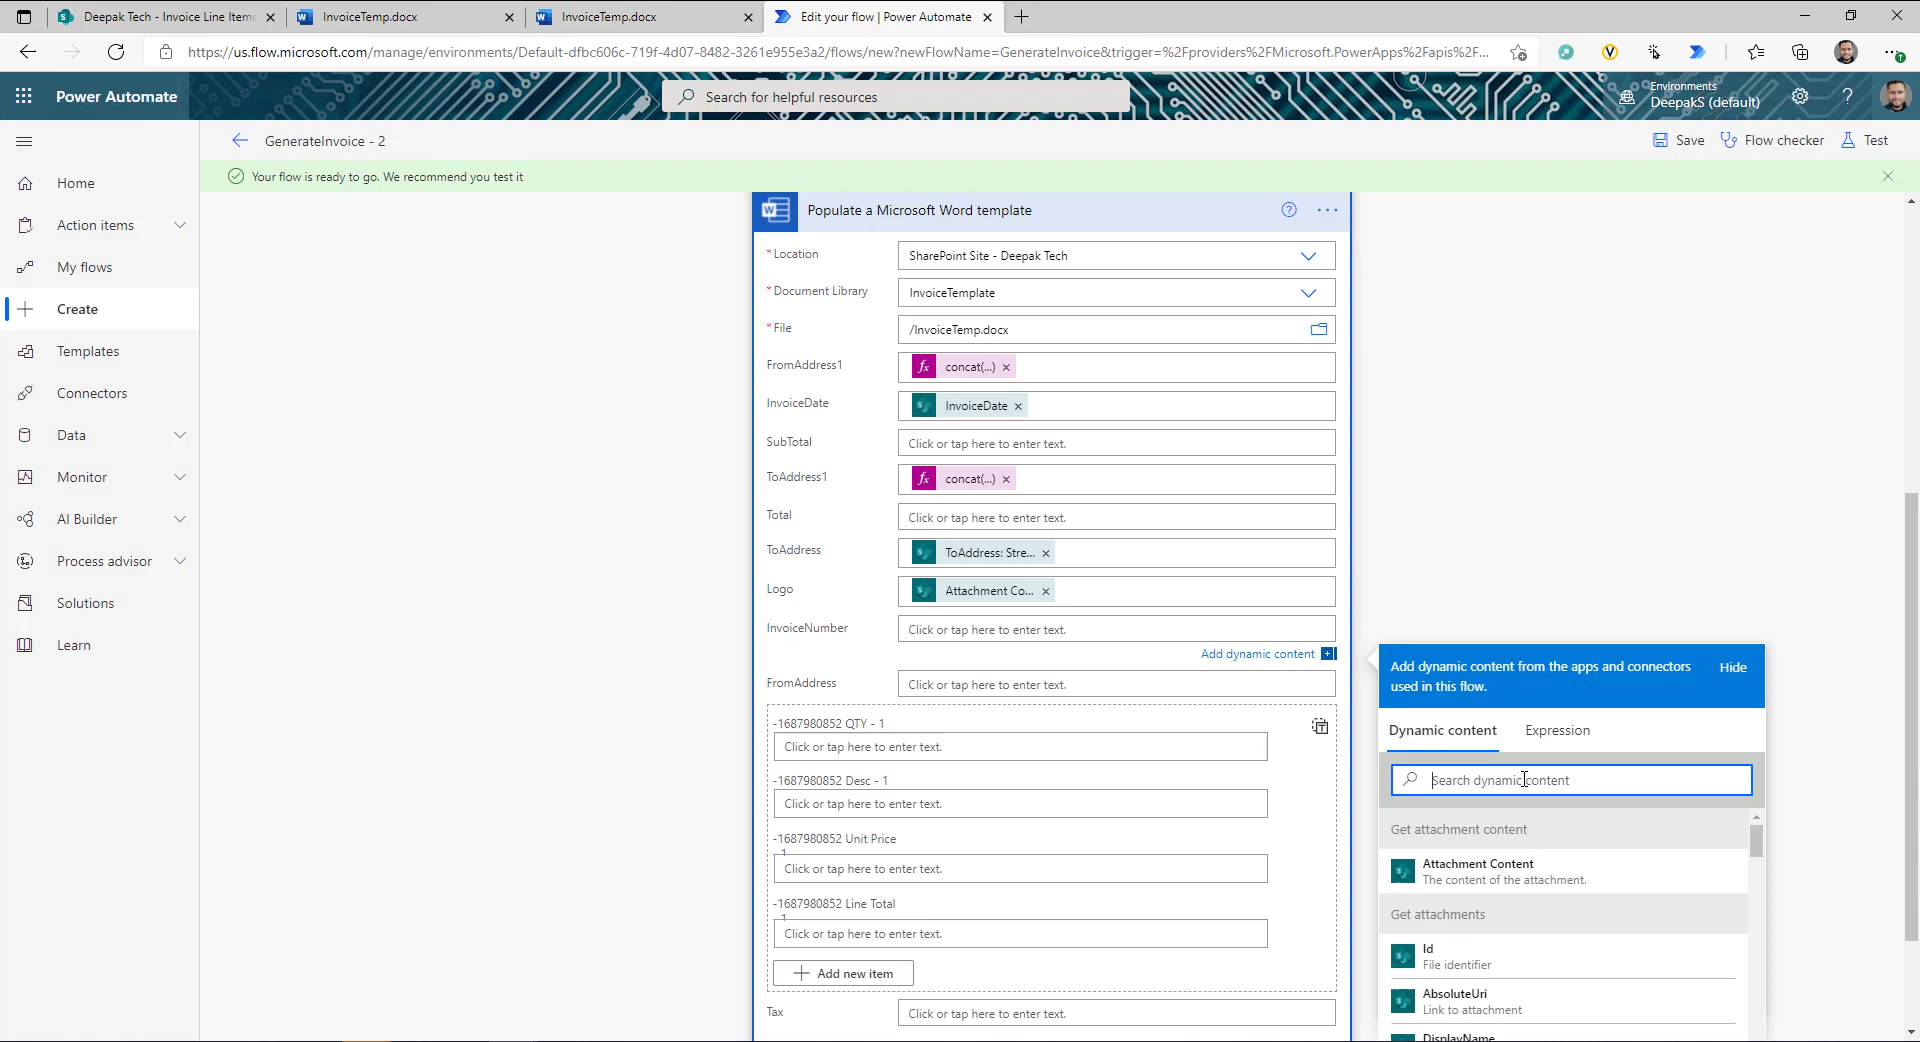 Deepak Tech - Invoice Line Items
InvoiceTemp.docx
InvoiceTemp.docx
Edit your flow | Power Automate
https://us.flow.microsoft.com/manage/environments/Default-dfbc606c-719f-4d07-8482-3261e955e3a2/flows/new?newFlowName=GenerateInvoice&trigger=%2Fproviders%2FMicrosoft.PowerApps%2Fapis%2F...
Power Automate
Search for helpful resources
Environments
DeepakS (default)
GenerateInvoice - 2
Save
Flow checker
Test
Your flow is ready to go. We recommend you test it
Home
Action items
My flows
Create
Templates
Connectors
Data
Monitor
AI Builder
Process advisor
Solutions
Learn
Populate a Microsoft Word template
* Location
SharePoint Site - Deepak Tech
* Document Library
InvoiceTemplate
* File
/InvoiceTemp.docx
FromAddress1
fx concat(...) ×
InvoiceDate
InvoiceDate ×
SubTotal
Click or tap here to enter text.
ToAddress1
fx concat(...) ×
Total
Click or tap here to enter text.
ToAddress
ToAddress: Stre... ×
Logo
Attachment Co... ×
InvoiceNumber
Click or tap here to enter text.
Add dynamic content
FromAddress
Click or tap here to enter text.
-1687980852 QTY - 1
Click or tap here to enter text.
-1687980852 Desc - 1
Click or tap here to enter text.
-1687980852 Unit Price
- 1
Click or tap here to enter text.
-1687980852 Line Total
- 1
Click or tap here to enter text.
Add new item
Tax
Click or tap here to enter text.
Add dynamic content from the apps and connectors
used in this flow.
Hide
Dynamic content
Expression
Search dynamic content
Get attachment content
Attachment Content
The content of the attachment.
Get attachments
Id
File identifier
AbsoluteUri
Link to attachment
DisplayName